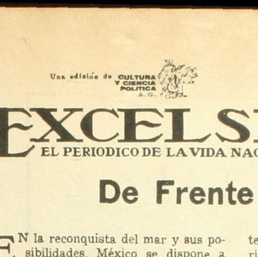 Una edición de CULTURA
Y CIENCIA
POLITICA
A. C.
EXCELS
EL PERIODICO DE LA VIDA NAC
De Frente
EN la reconquista del mar y sus po-
sibilidades, México se dispone a